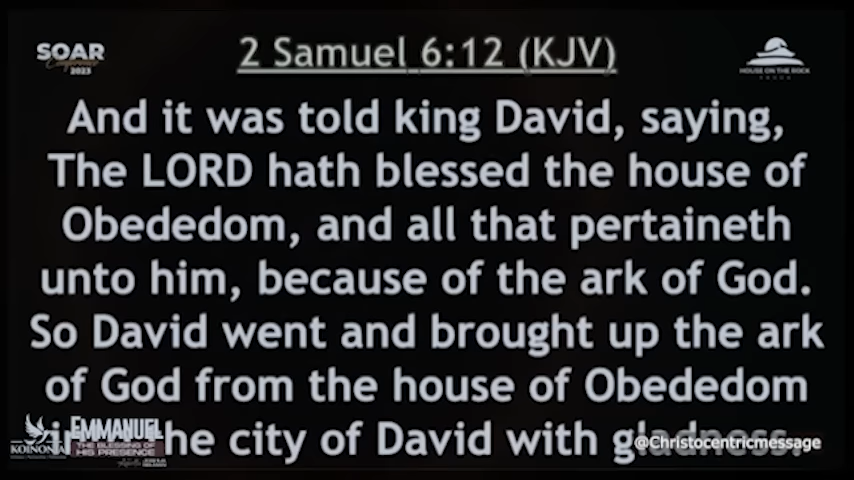 SOAR
Conference
2023
2 Samuel 6:12 (KJV)
HOUSE ON THE ROCK
And it was told king David, saying,
The LORD hath blessed the house of
Obededom, and all that pertaineth
unto him, because of the ark of God.
So David went and brought up the ark
of God from the house of Obededom
the city of David with gladness.
KOINONIA
EMMANUEL
THE BLESSING OF
HIS PRESENCE
@Christocentricmessage